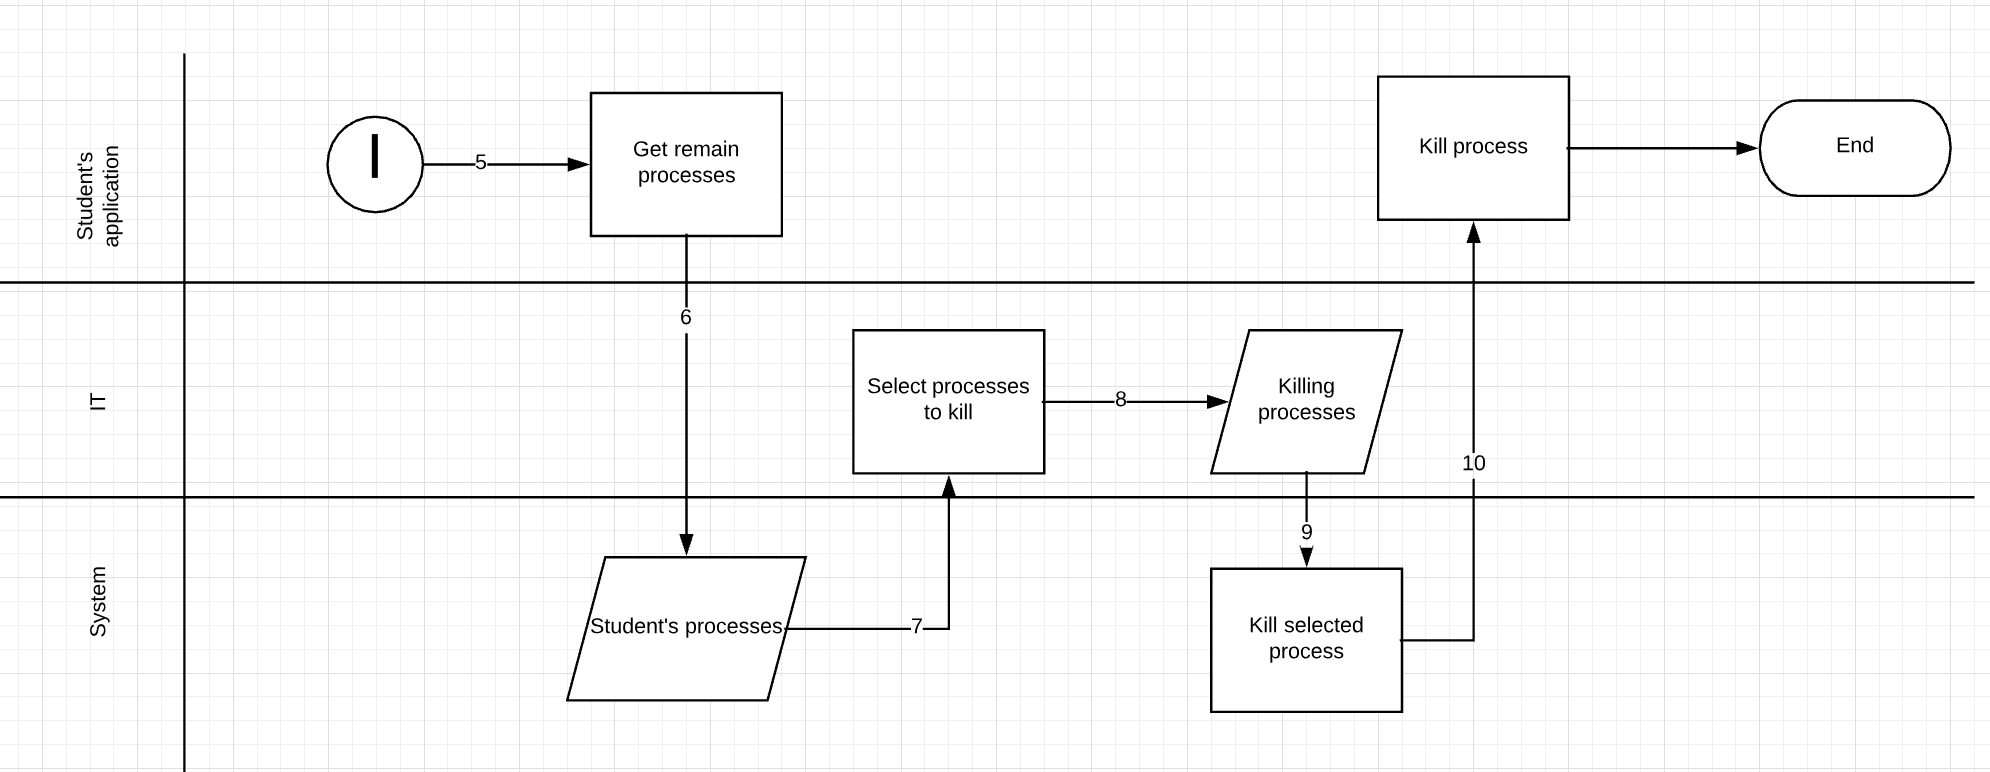 Student's
application
I
5
Get remain
processes
Kill process
End
6
IT
Select processes
to kill
8
Killing
processes
10
9
System
Student's processes
7
Kill selected
process